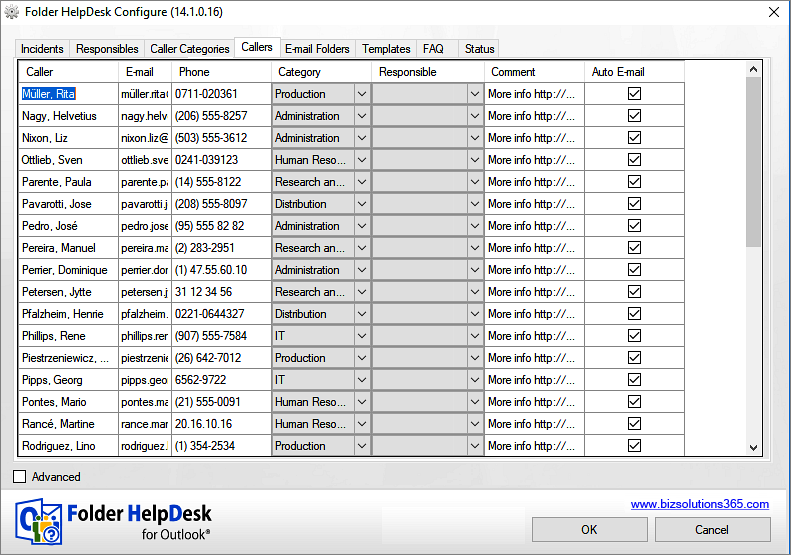 Folder HelpDesk Configure (14.1.0.16)
Incidents Responsibles Caller Categories Callers E-mail Folders Templates FAQ Status
Caller E-mail Phone Category Responsible Comment Auto E-mail
Müller, Rita müller.rita( 0711-020361 Production More info http://...
Nagy, Helvetius nagy.helv (206) 555-8257 Administration More info http://...
Nixon, Liz nixon.liz@ (503) 555-3612 Administration More info http://...
Ottlieb, Sven ottlieb.sve 0241-039123 Human Reso... More info http://...
Parente, Paula parente.pa (14) 555-8122 Research an... More info http://...
Pavarotti, Jose pavarotti.j (208) 555-8097 Distribution More info http://...
Pedro, José pedro.jose (95) 555 82 82 Administration More info http://...
Pereira, Manuel pereira.ma (2) 283-2951 Research an... More info http://...
Perrier, Dominique perrier.dor (1) 47.55.60.10 Administration More info http://...
Petersen, Jytte petersen.j 31 12 34 56 Research an... More info http://...
Pfalzheim, Henrie pfalzheim. 0221-0644327 Distribution More info http://...
Phillips, Rene phillips.rer (907) 555-7584 IT More info http://...
Piestrzeniewicz, ... piestrzenie (26) 642-7012 Production More info http://...
Pipps, Georg pipps.geo 6562-9722 IT More info http://...
Pontes, Mario pontes.ma (21) 555-0091 Human Reso... More info http://...
Rancé, Martine rance.mar 20.16.10.16 Human Reso... More info http://...
Rodriguez, Lino rodriguez.l (1) 354-2534 Production More info http://...
Advanced
Folder HelpDesk
for Outlook®
www.bizsolutions365.com
OK Cancel